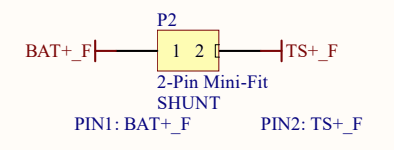 P2
BAT+_F 1 2 TS+_F
2-Pin Mini-Fit
SHUNT
PIN1: BAT+_F PIN2: TS+_F